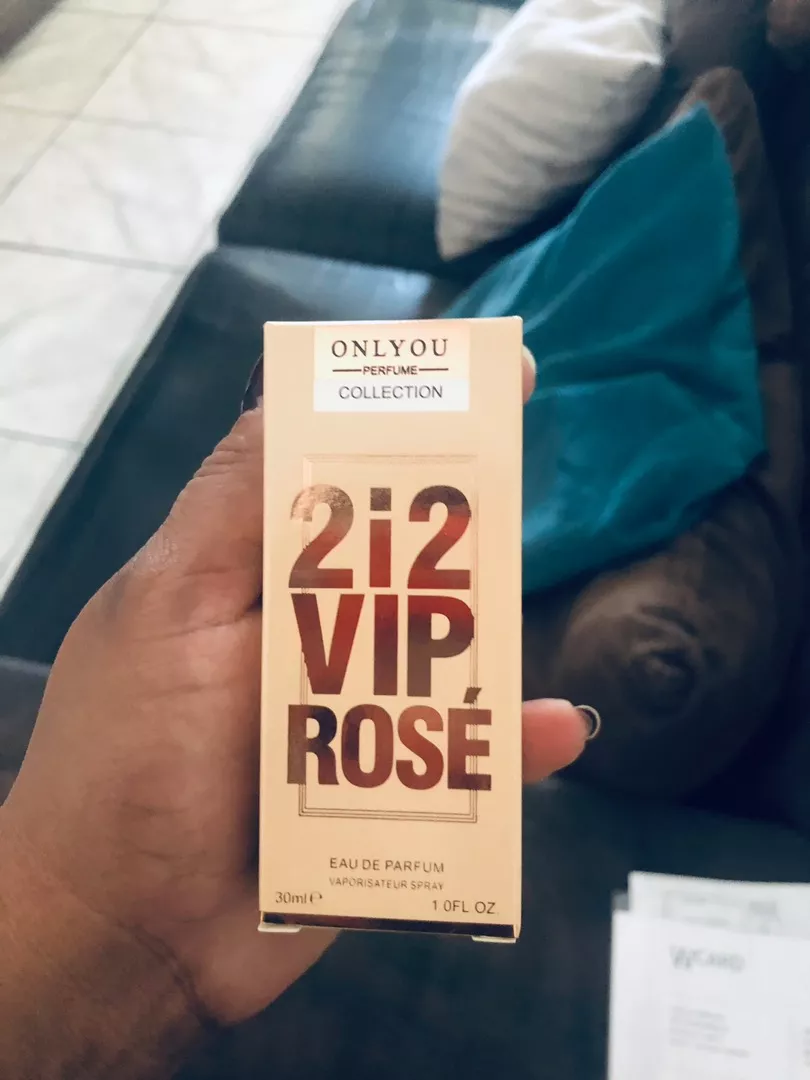 ONLYOU
PERFUME
COLLECTION
2i2
VIP
ROSÉ
EAU DE PARFUM
VAPORISATEUR SPRAY
30ml ℮
1 0FL OZ.